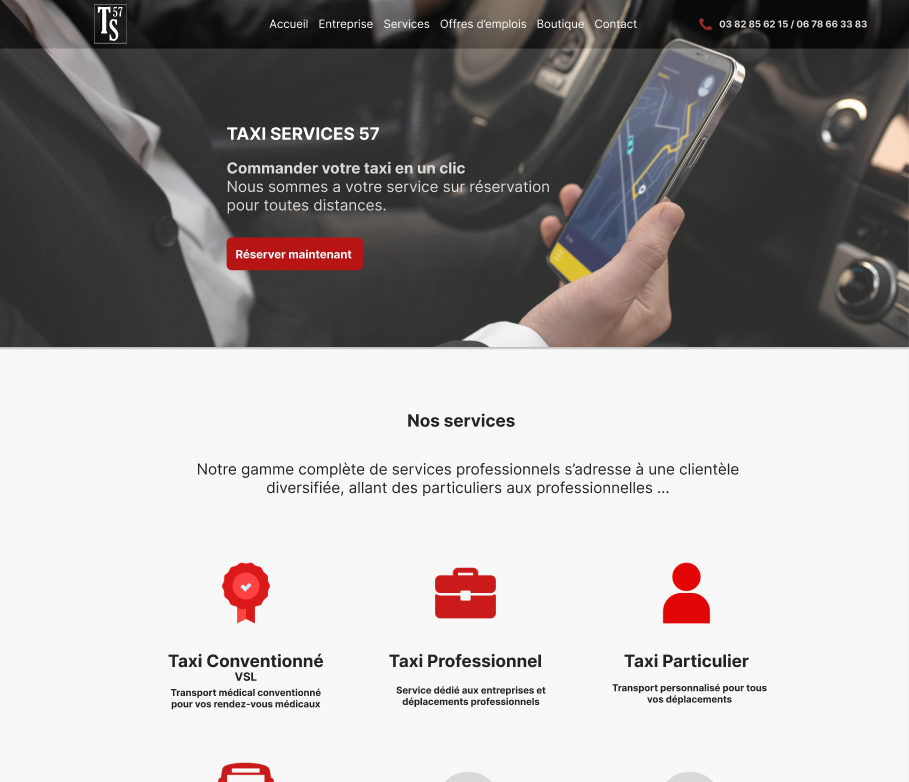 TS 57
Accueil Entreprise Services Offres d’emplois Boutique Contact
03 82 85 62 15 / 06 78 66 33 83
TAXI SERVICES 57
Commander votre taxi en un clic
Nous sommes a votre service sur réservation
pour toutes distances.
Réserver maintenant
Nos services
Notre gamme complète de services professionnels s’adresse à une clientèle
diversifiée, allant des particuliers aux professionnelles ...
Taxi Conventionné
VSL
Transport médical conventionné
pour vos rendez-vous médicaux
Taxi Professionnel
Service dédié aux entreprises et
déplacements professionnels
Taxi Particulier
Transport personnalisé pour tous
vos déplacements